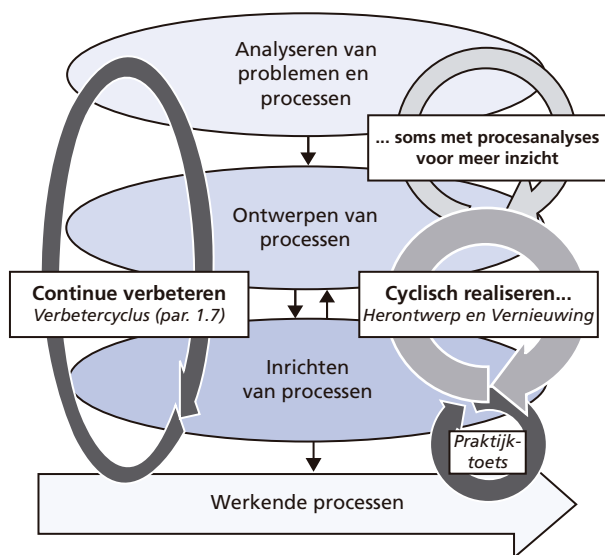 Analyseren van
problemen en
processen
... soms met procesanalyses
voor meer inzicht
Ontwerpen van
processen
Continue verbeteren
Verbetercyclus (par. 1.7)
Cyclisch realiseren...
Herontwerp en Vernieuwing
Inrichten
van processen
Praktijk-
toets
Werkende processen